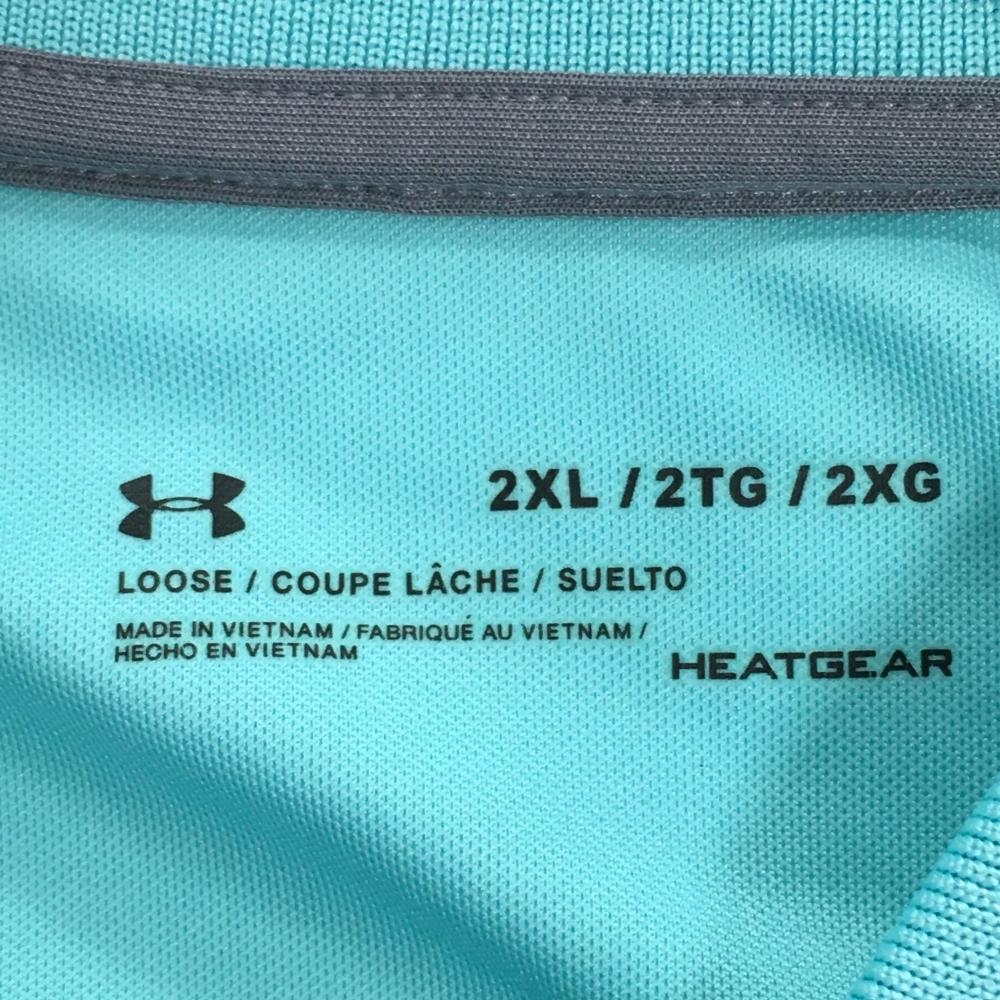 2XL / 2TG / 2XG
LOOSE / COUPE LÂCHE / SUELTO
MADE IN VIETNAM / FABRIQUÉ AU VIETNAM /
HECHO EN VIETNAM
HEATGEAR